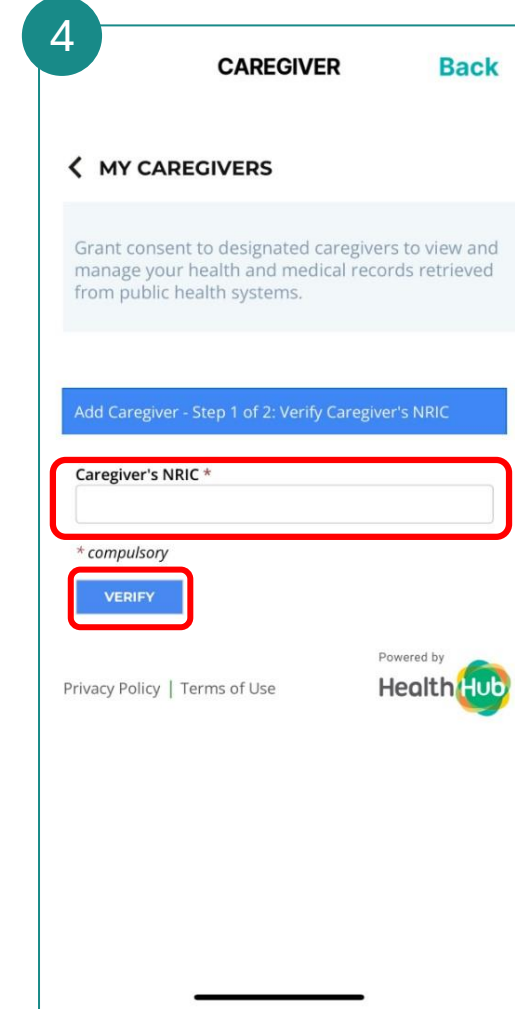 4
CAREGIVER
Back
MY CAREGIVERS
Grant consent to designated caregivers to view and
manage your health and medical records retrieved
from public health systems.
Add Caregiver - Step 1 of 2: Verify Caregiver's NRIC
Caregiver's NRIC *
* compulsory
VERIFY
Powered by
HealthHub
Privacy Policy | Terms of Use